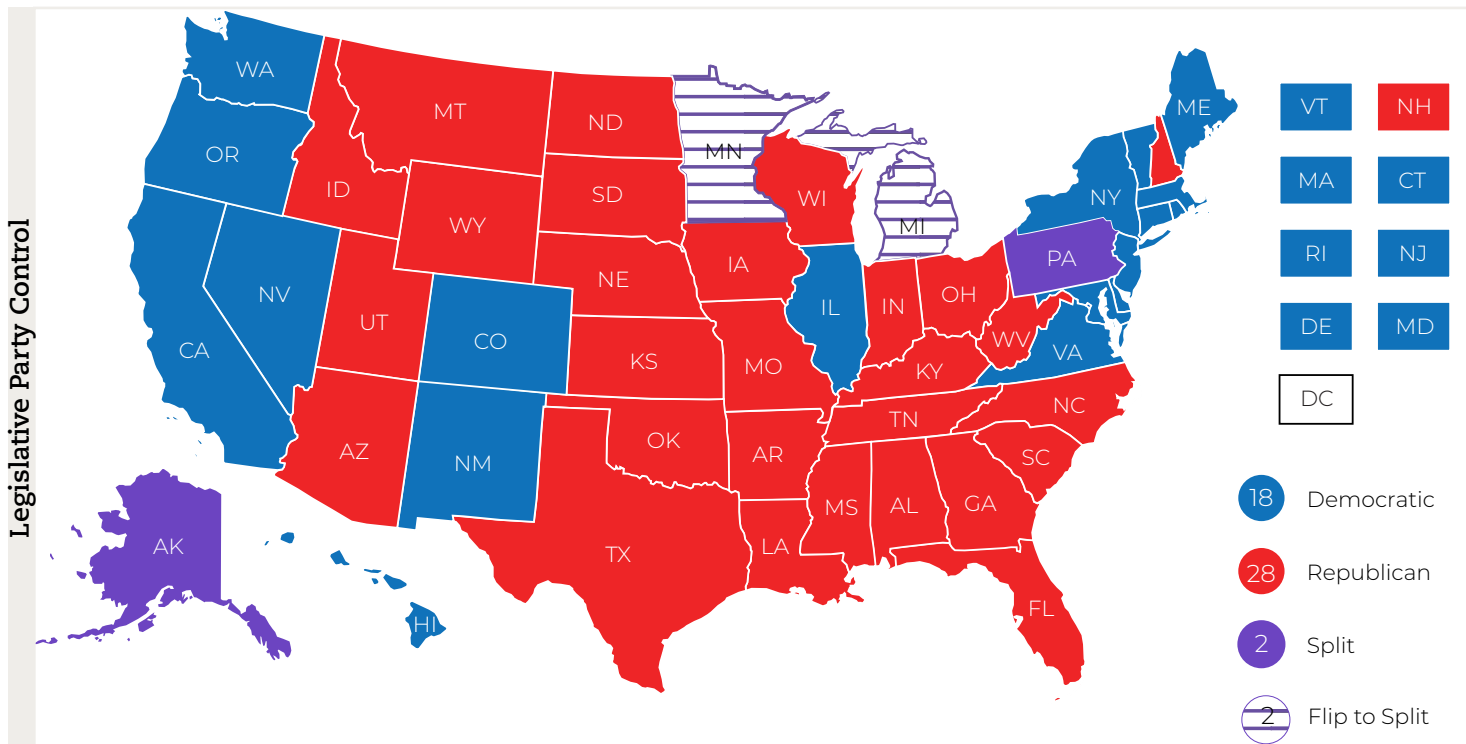 Legislative Party Control
WA
MT
ND
MN
ME
VT
NH
OR
ID
SD
WI
NY
MA
CT
WY
MI
RI
NJ
NV
UT
NE
IA
PA
CA
CO
KS
MO
IL
IN
OH
WV
VA
DE
MD
KY
AZ
NM
OK
AR
TN
NC
DC
SC
MS
AL
GA
18 Democratic
AK
TX
LA
28 Republican
HI
FL
2 Split
2 Flip to Split